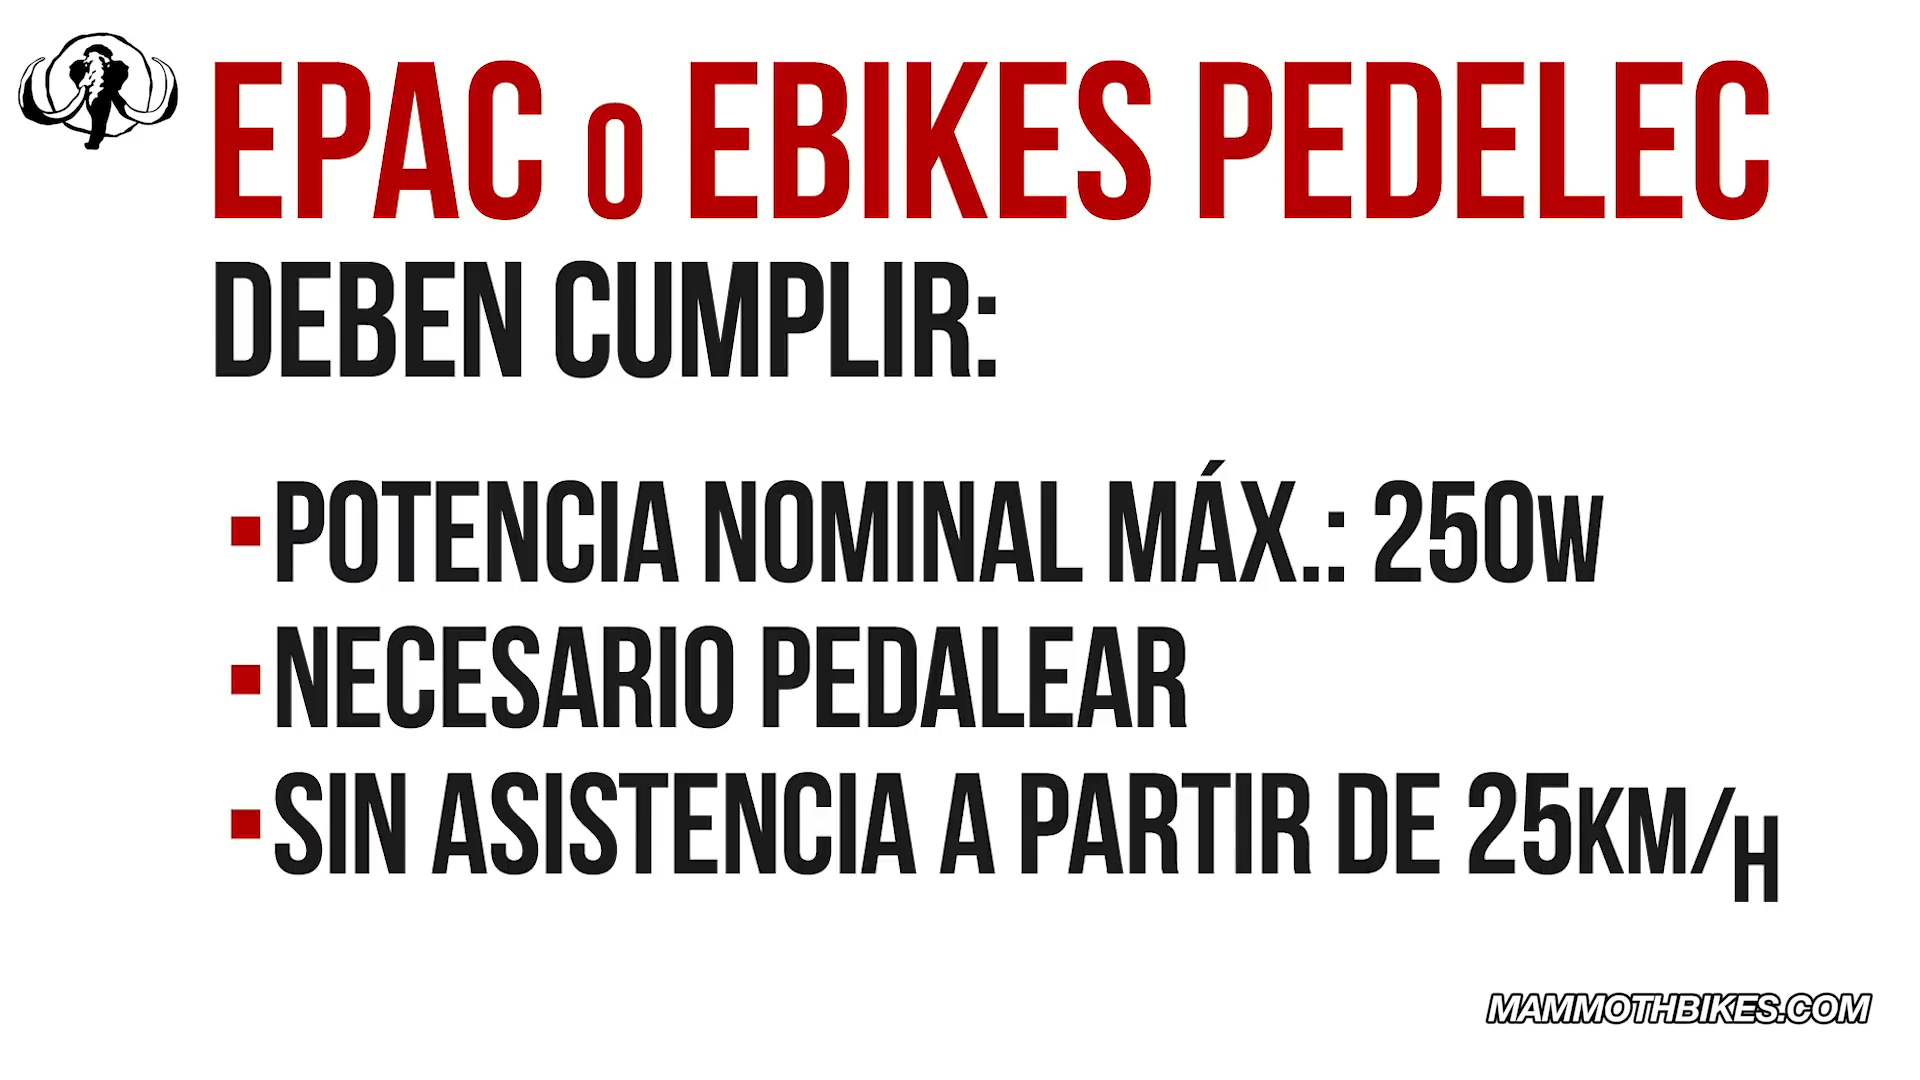 EPAC o EBIKES PEDELEC
DEBEN CUMPLIR:
▪POTENCIA NOMINAL MÁX.: 250W
▪NECESARIO PEDALEAR
▪SIN ASISTENCIA A PARTIR DE 25KM/H
MAMMOTHBIKES.COM